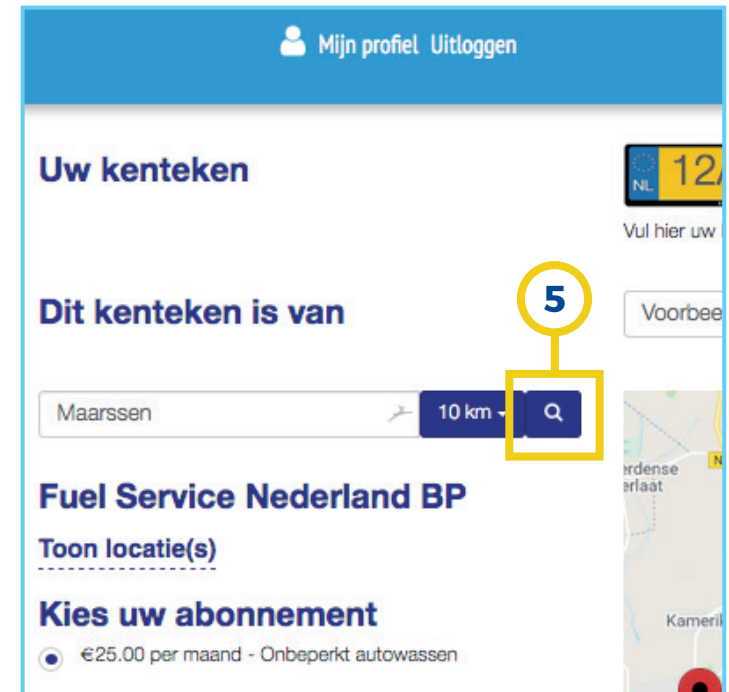 Mijn profiel Uitloggen
Uw kenteken
NL 12
Vul hier uw
Dit kenteken is van
5
Maarssen
10 km
Fuel Service Nederland BP
Toon locatie(s)
Kies uw abonnement
€25.00 per maand - Onbeperkt autowassen